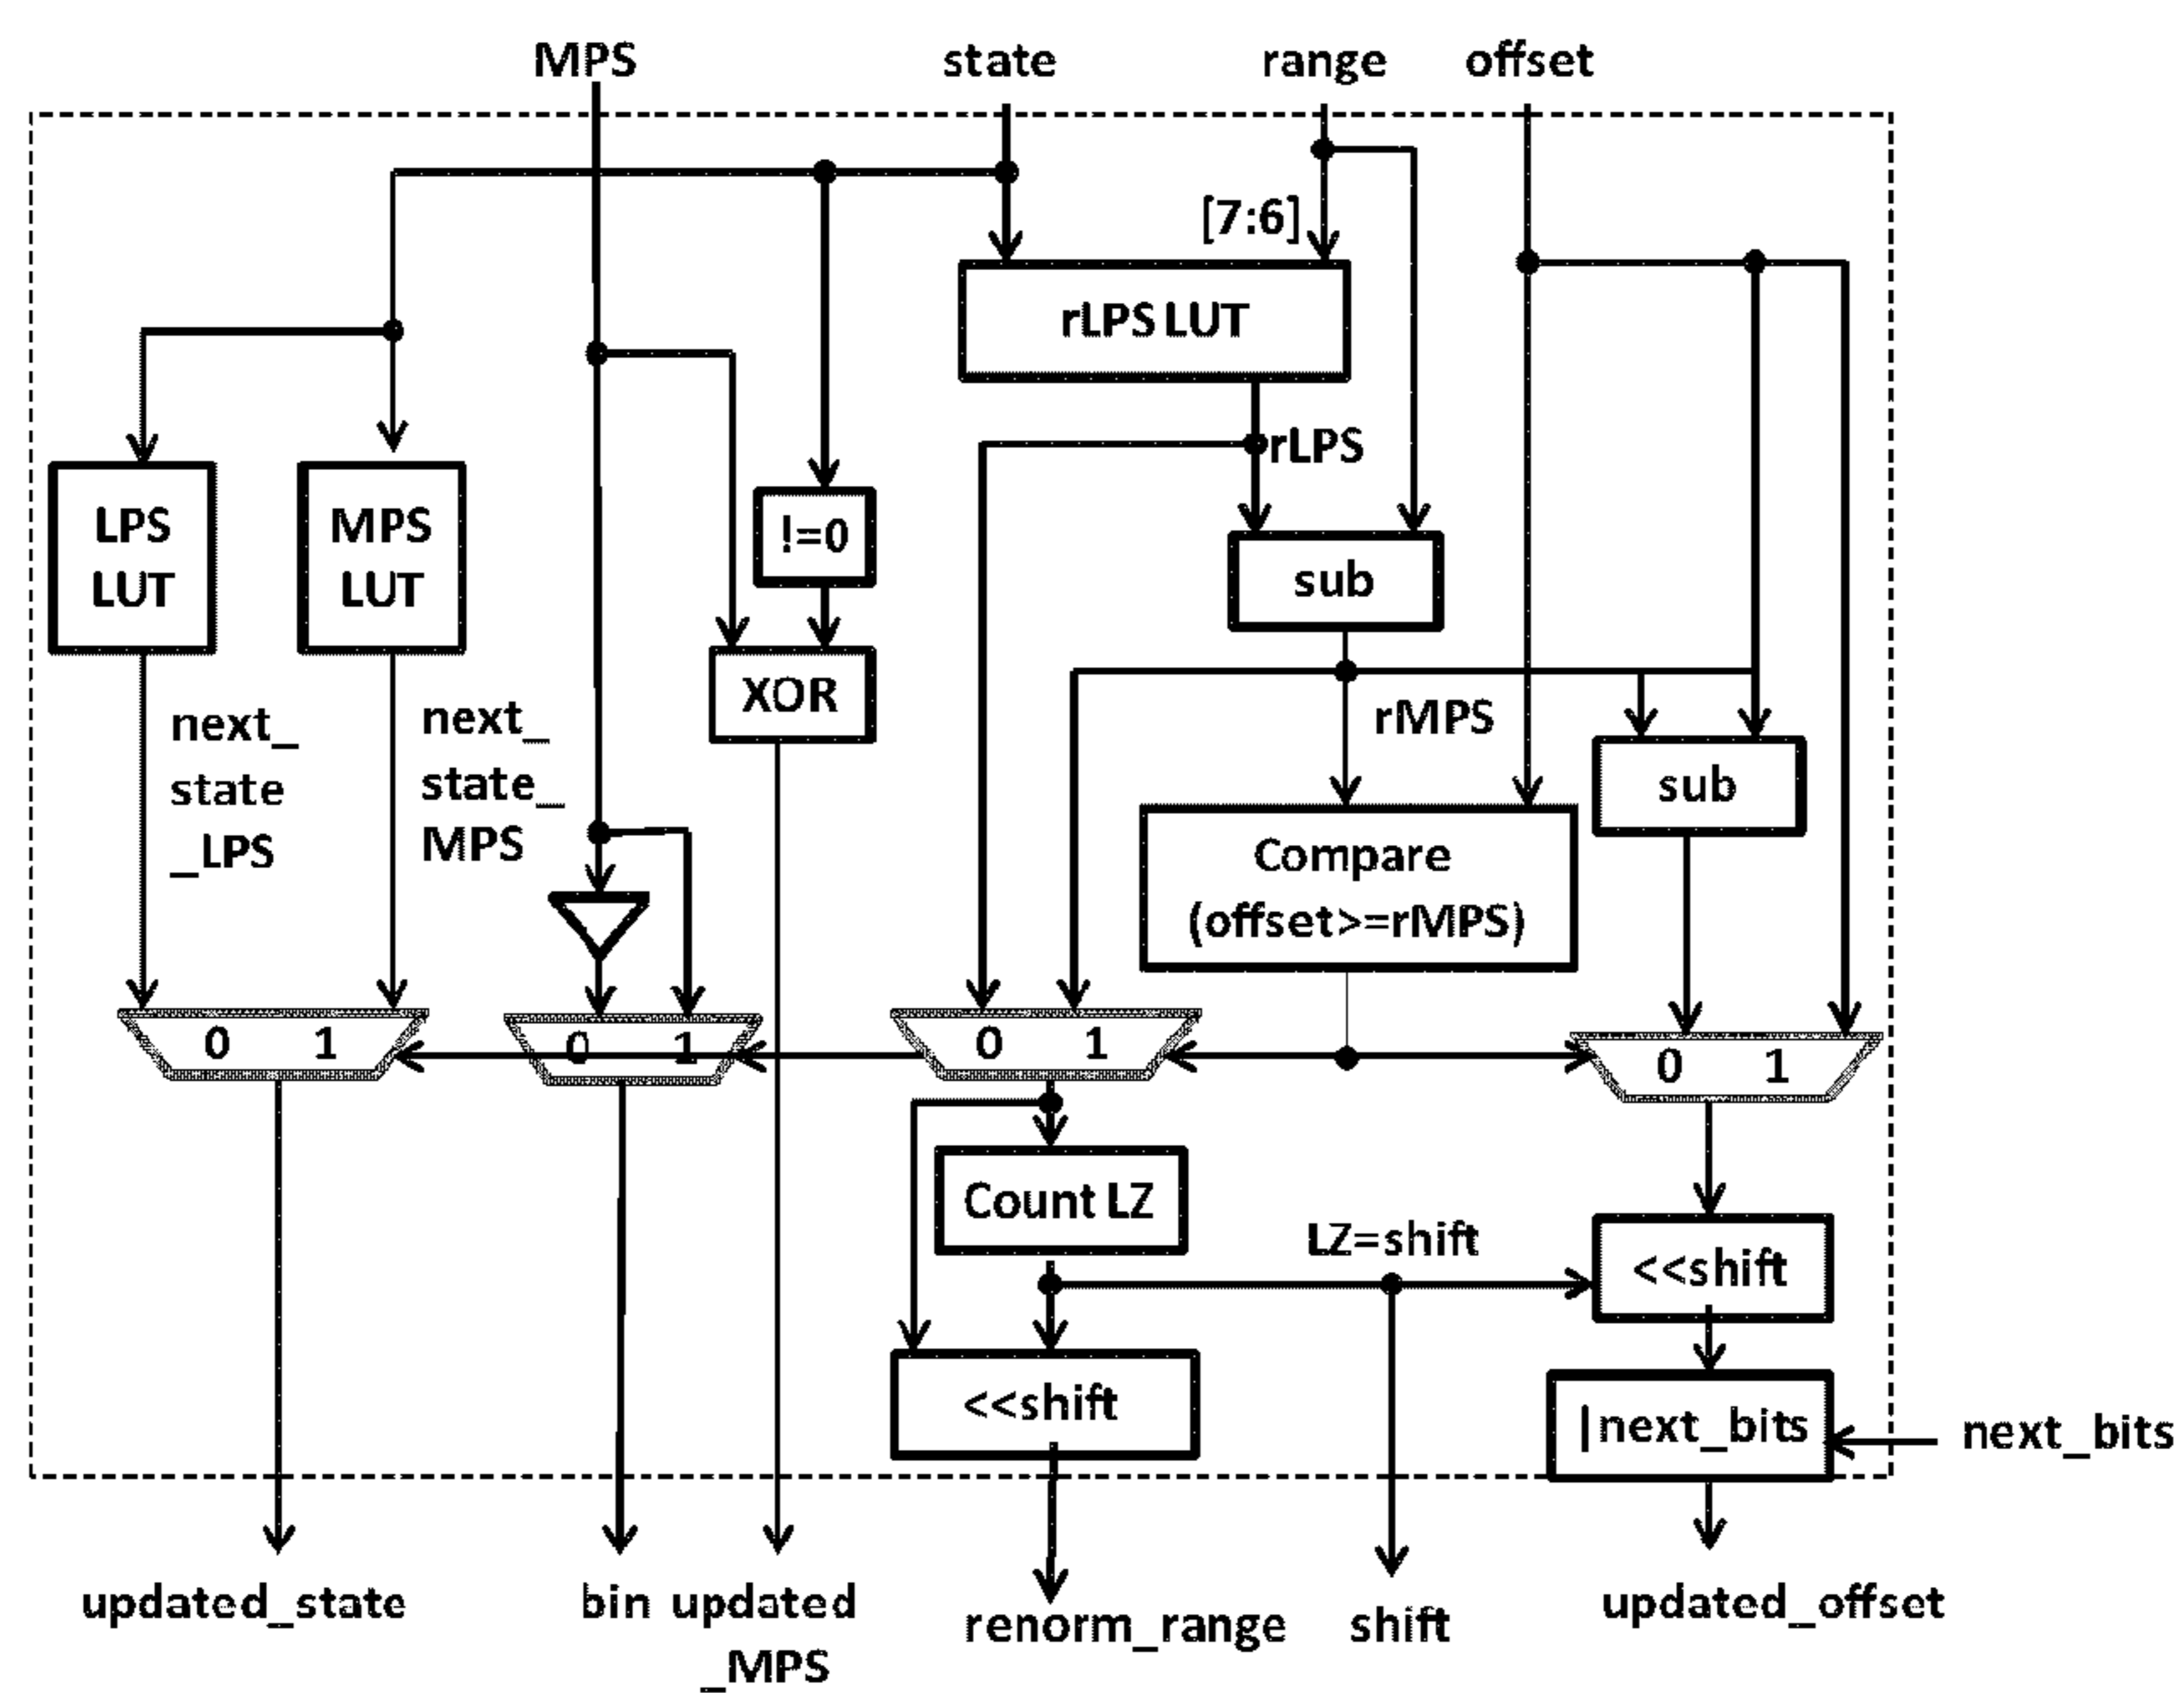 MPS
state
range
offset
[7:6]
rLPS LUT
rLPS
LPS
LUT
MPS
LUT
!=0
sub
XOR
next_
state
_LPS
next_
state_
MPS
rMPS
sub
Compare
(offset>=rMPS)
0 1
0 1
0 1
0 1
Count LZ
LZ=shift
<<shift
<<shift
|next_bits
next_bits
updated_state
bin
updated
_MPS
renorm_range
shift
updated_offset